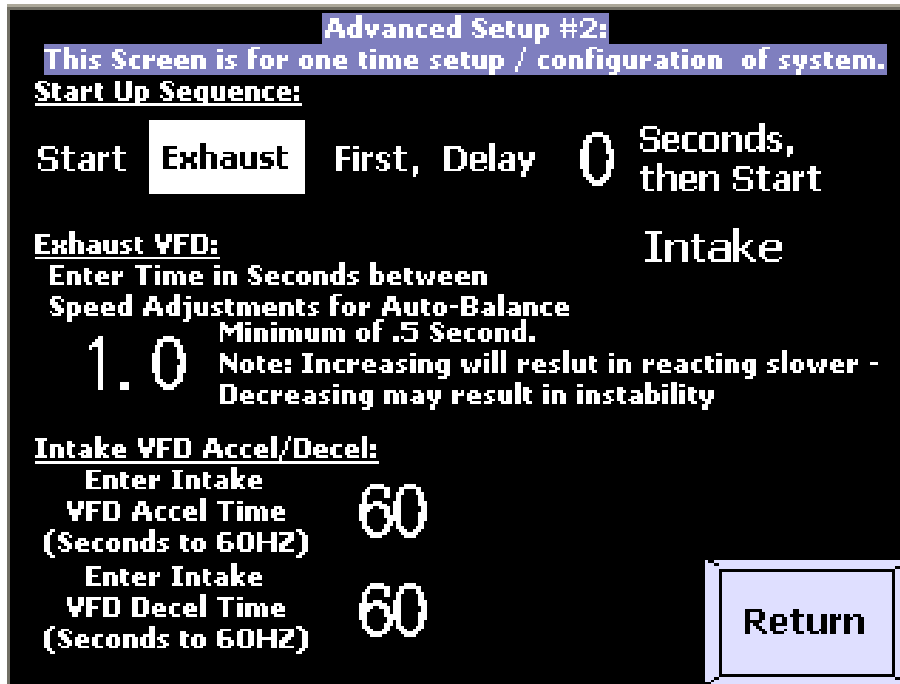 Advanced Setup #2:
This Screen is for one time setup / configuration of system.
Start Up Sequence:
Start Exhaust First, Delay 0 Seconds,
then Start
Intake
Exhaust VFD:
Enter Time in Seconds between
Speed Adjustments for Auto-Balance
1.0
Minimum of .5 Second.
Note: Increasing will reslut in reacting slower -
Decreasing may result in instability
Intake VFD Accel/Decel:
Enter Intake
VFD Accel Time
(Seconds to 60HZ)
60
Enter Intake
VFD Decel Time
(Seconds to 60HZ)
60
Return